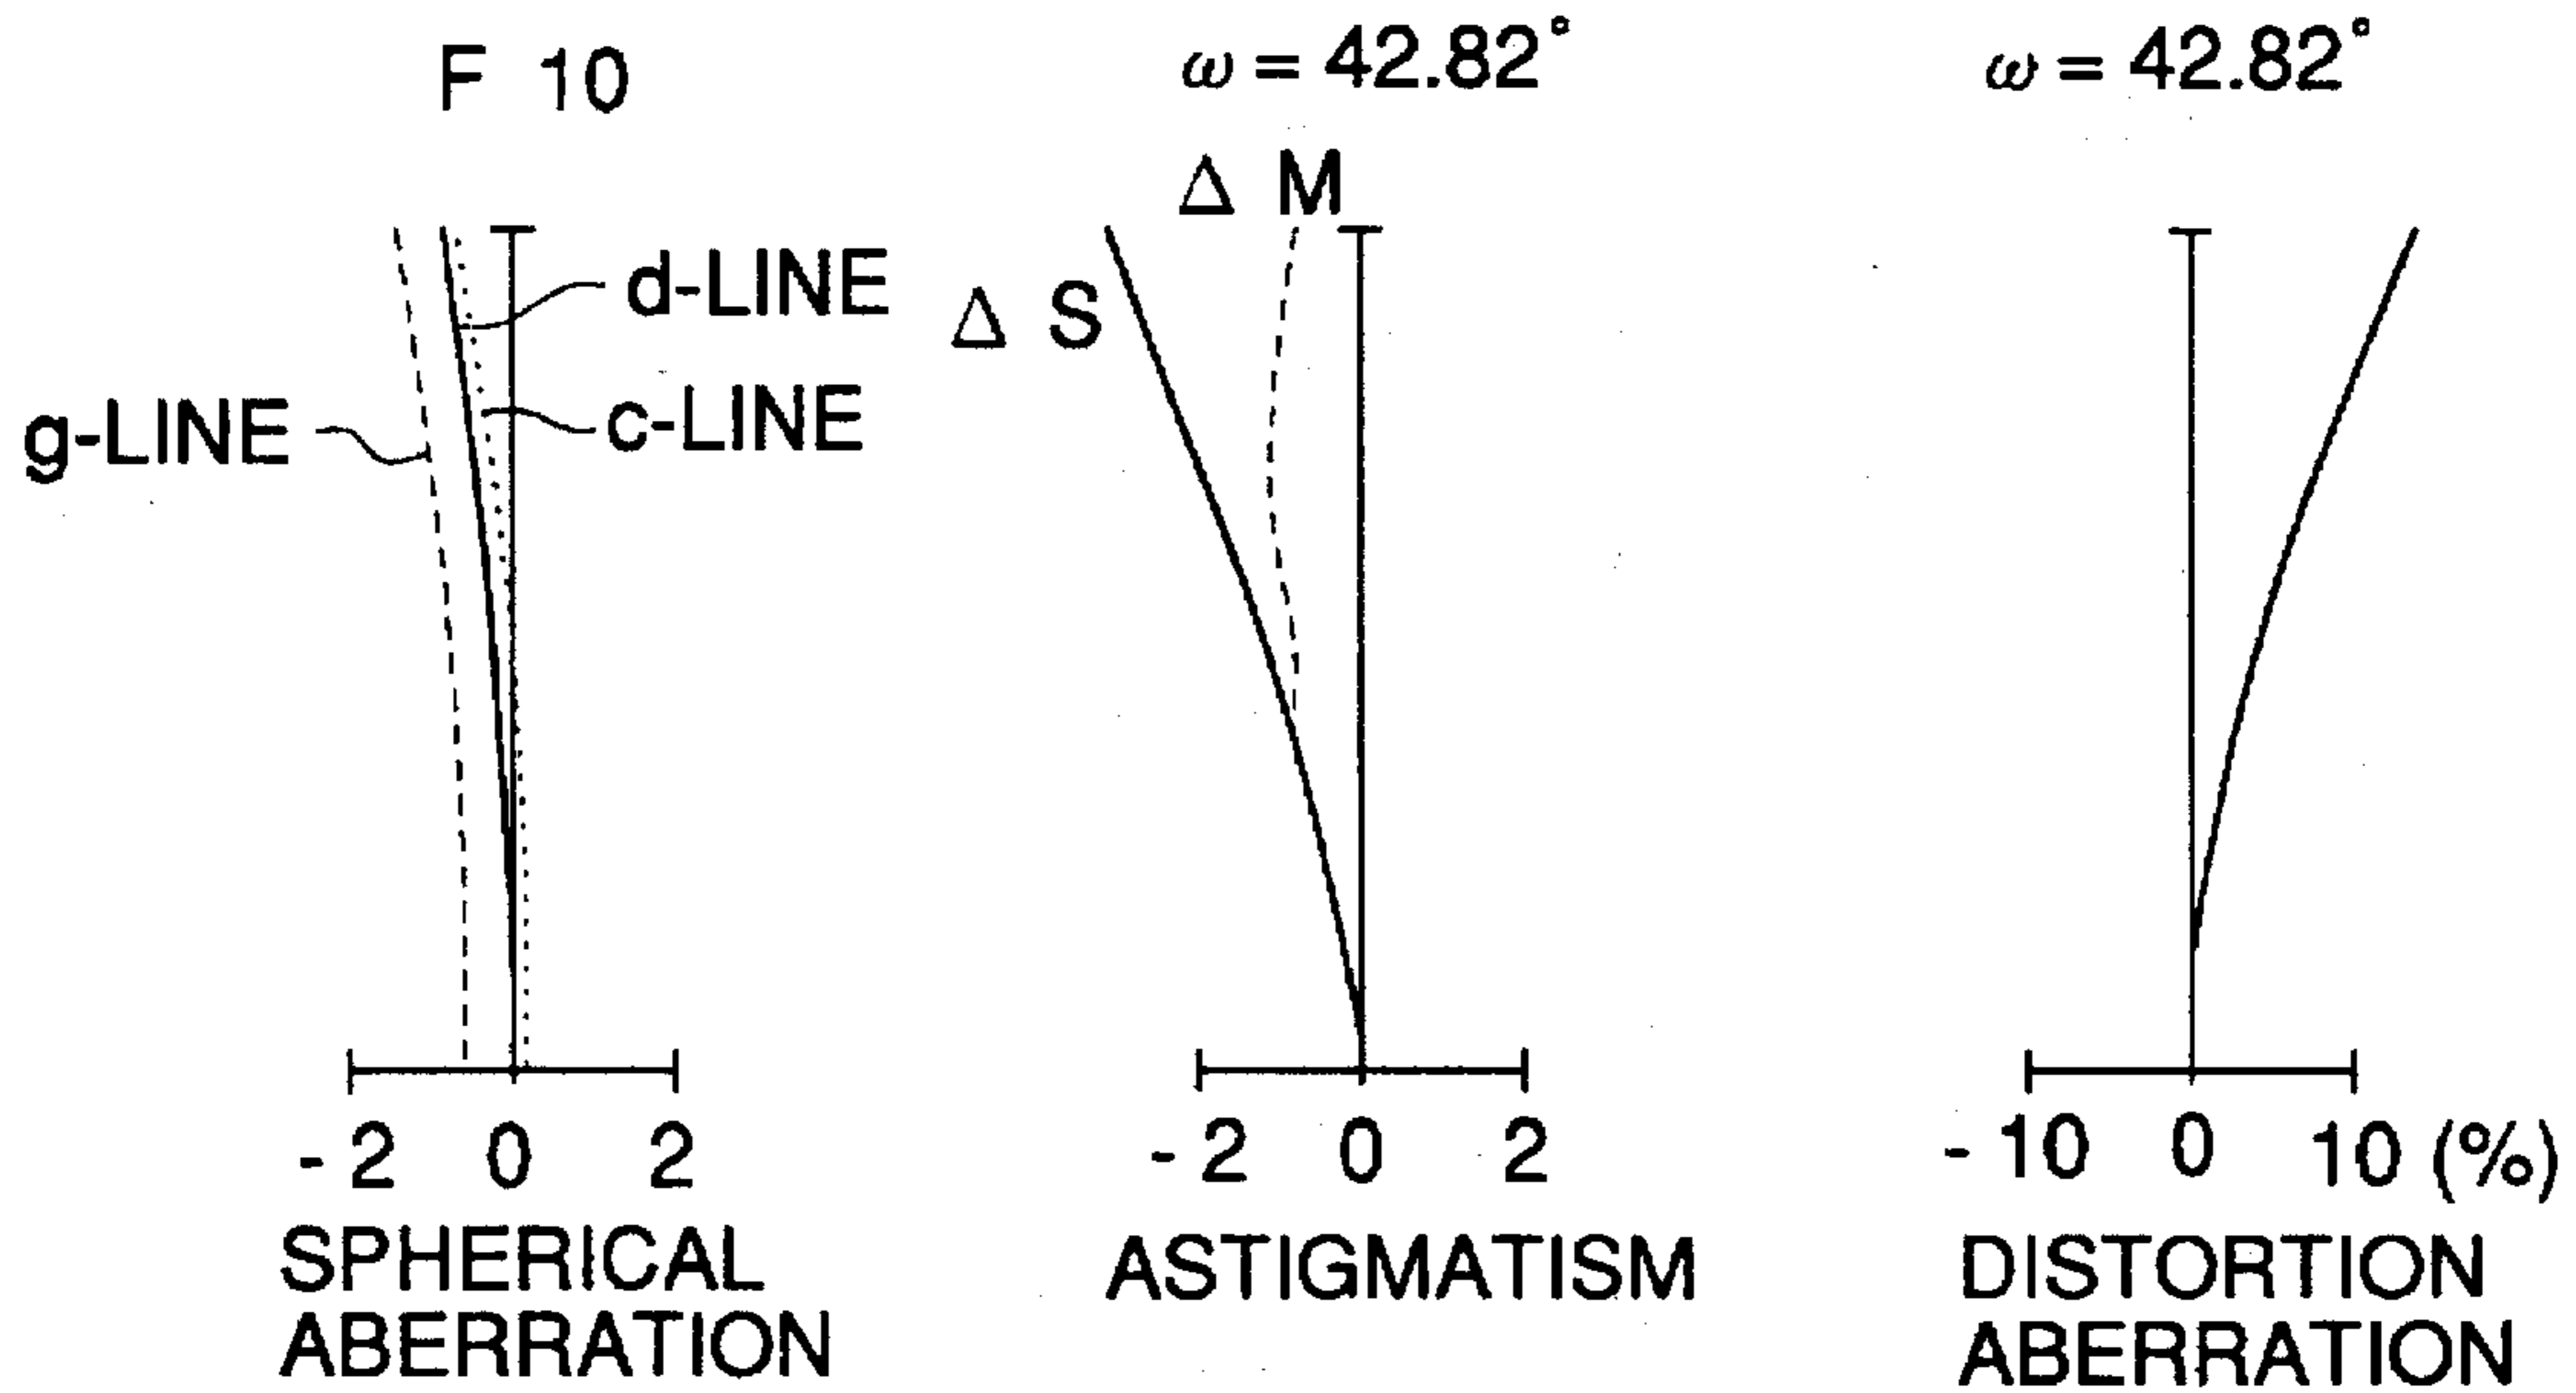 F 10
d-LINE
c-LINE
g-LINE
- 2 0 2
SPHERICAL
ABERRATION
ω = 42.82°
Δ M
Δ S
- 2 0 2
ASTIGMATISM
ω = 42.82°
- 10 0 10 (%)
DISTORTION
ABERRATION